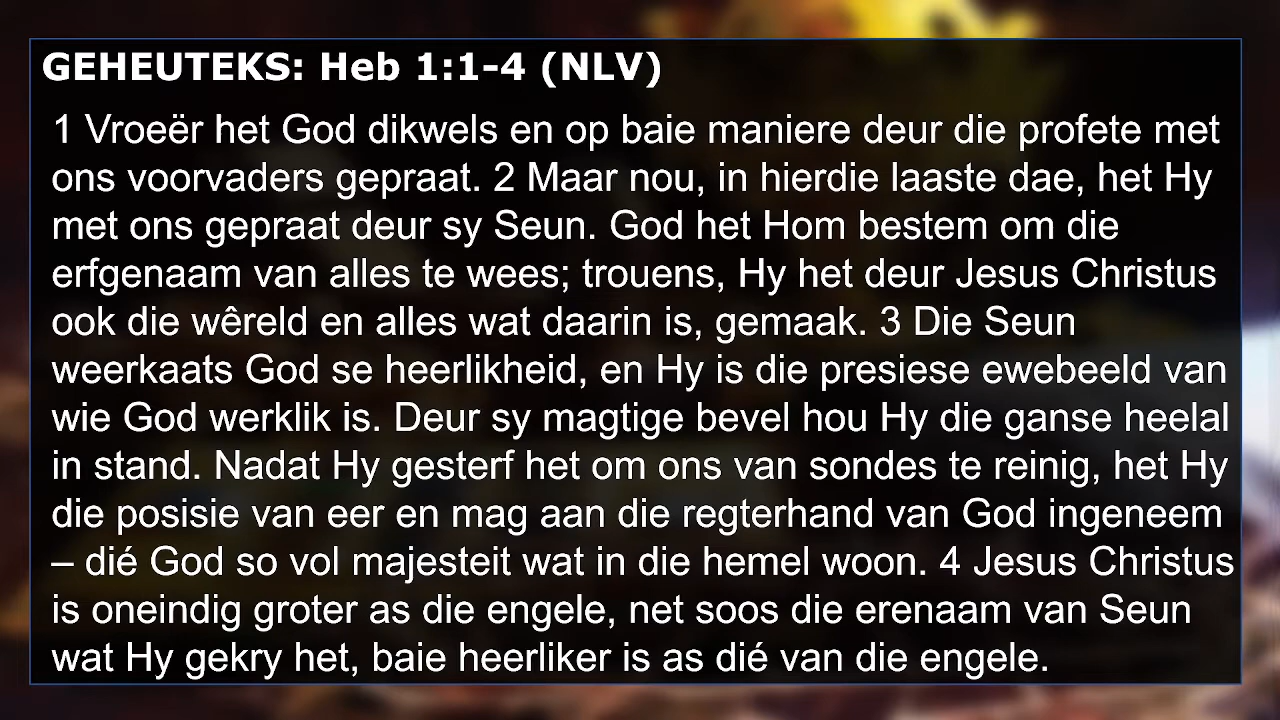 GEHEUTEKS: Heb 1:1-4 (NLV)
1 Vroeër het God dikwels en op baie maniere deur die profete met
ons voorvaders gepraat. 2 Maar nou, in hierdie laaste dae, het Hy
met ons gepraat deur sy Seun. God het Hom bestem om die
erfgenaam van alles te wees; trouens, Hy het deur Jesus Christus
ook die wêreld en alles wat daarin is, gemaak. 3 Die Seun
weerkaats God se heerlikheid, en Hy is die presiese ewebeeld van
wie God werklik is. Deur sy magtige bevel hou Hy die ganse heelal
in stand. Nadat Hy gesterf het om ons van sondes te reinig, het Hy
die posisie van eer en mag aan die regterhand van God ingeneem
– dié God so vol majesteit wat in die hemel woon. 4 Jesus Christus
is oneindig groter as die engele, net soos die erenaam van Seun
wat Hy gekry het, baie heerliker is as dié van die engele.